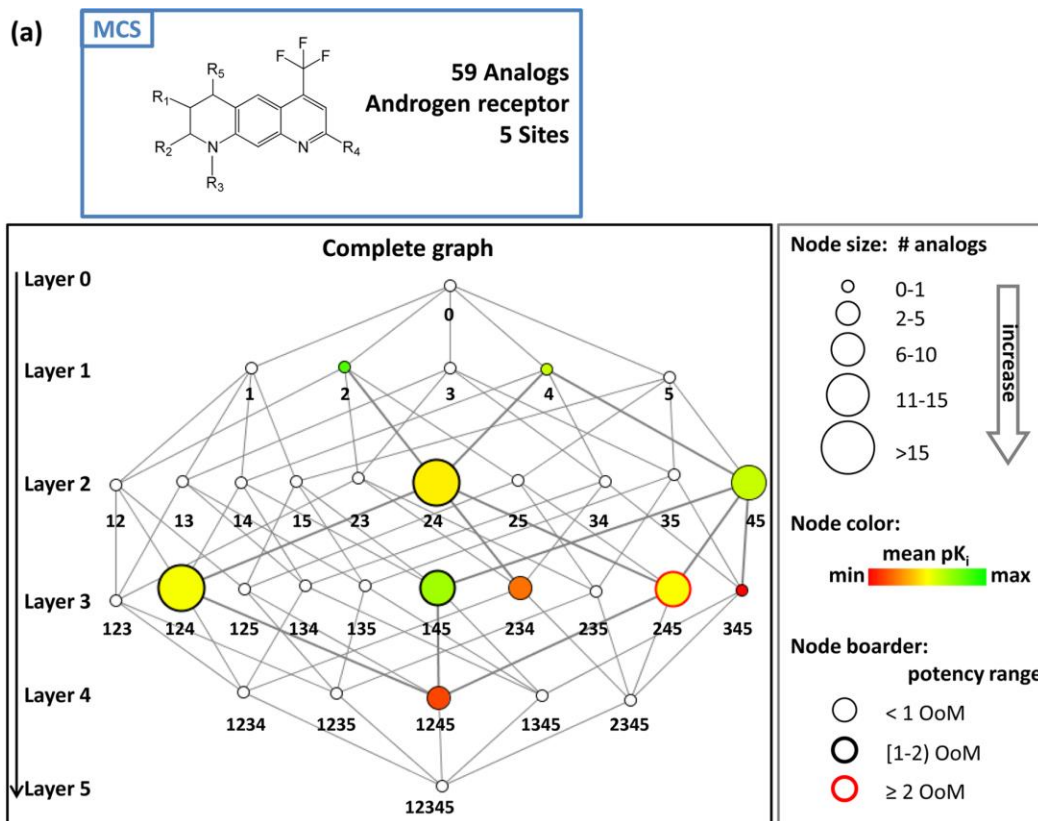 (a)
MCS
F
F F
R5
R1
R2
N
N
R4
R3
59 Analogs
Androgen receptor
5 Sites
Complete graph
Layer 0
0
Layer 1
1 2 3 4 5
Layer 2
12 13 14 15 23 24 25 34 35 45
Layer 3
123 124 125 134 135 145 234 235 245 345
Layer 4
1234 1235 1245 1345 2345
Layer 5
12345
Node size: # analogs
0-1
2-5
6-10
11-15
>15
increase
Node color:
mean pKi
min max
Node boarder:
potency range
< 1 OoM
[1-2) OoM
≥ 2 OoM